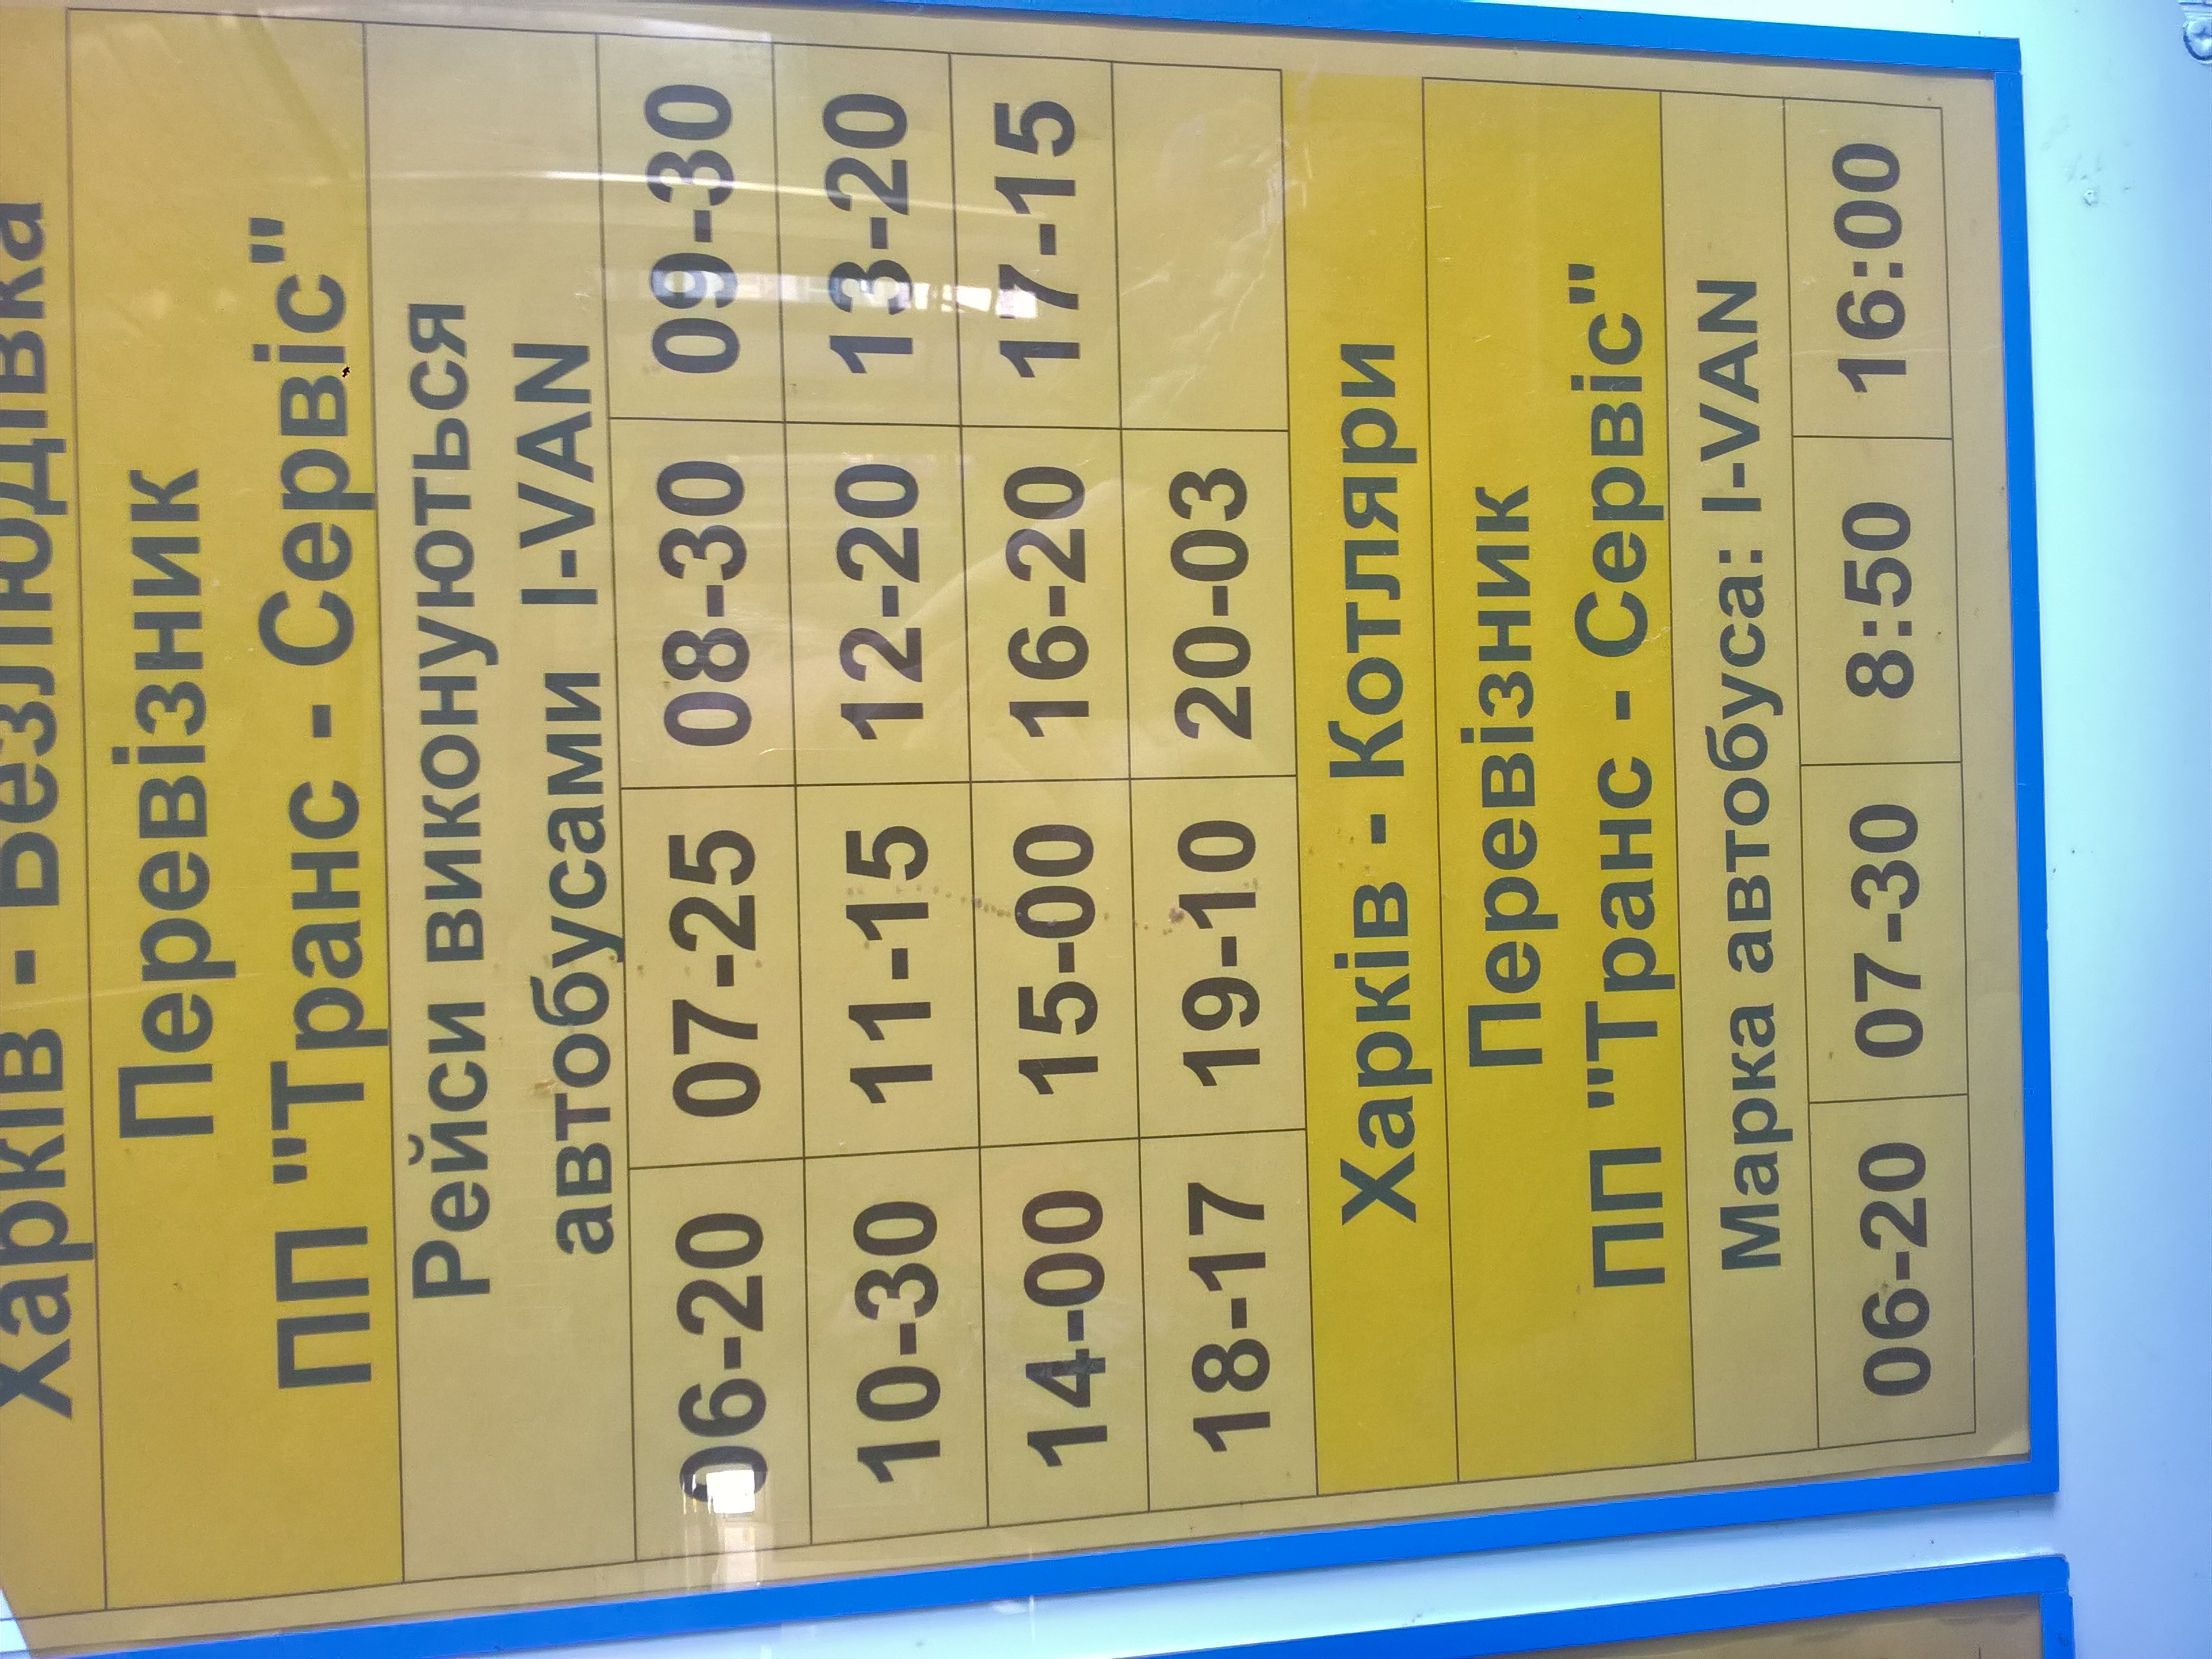 Харків - Безлюдівка
Перевізник
ПП "Транс - Сервіс"
Рейси виконуються
автобусами I-VAN
06-20 07-25 08-30 09-30
10-30 11-15 12-20 13-20
14-00 15-00 16-20 17-15
18-17 19-10 20-03
Харків - Котляри
Перевізник
ПП "Транс - Сервіс"
Марка автобуса: I-VAN
06-20 07-30 8:50 16:00